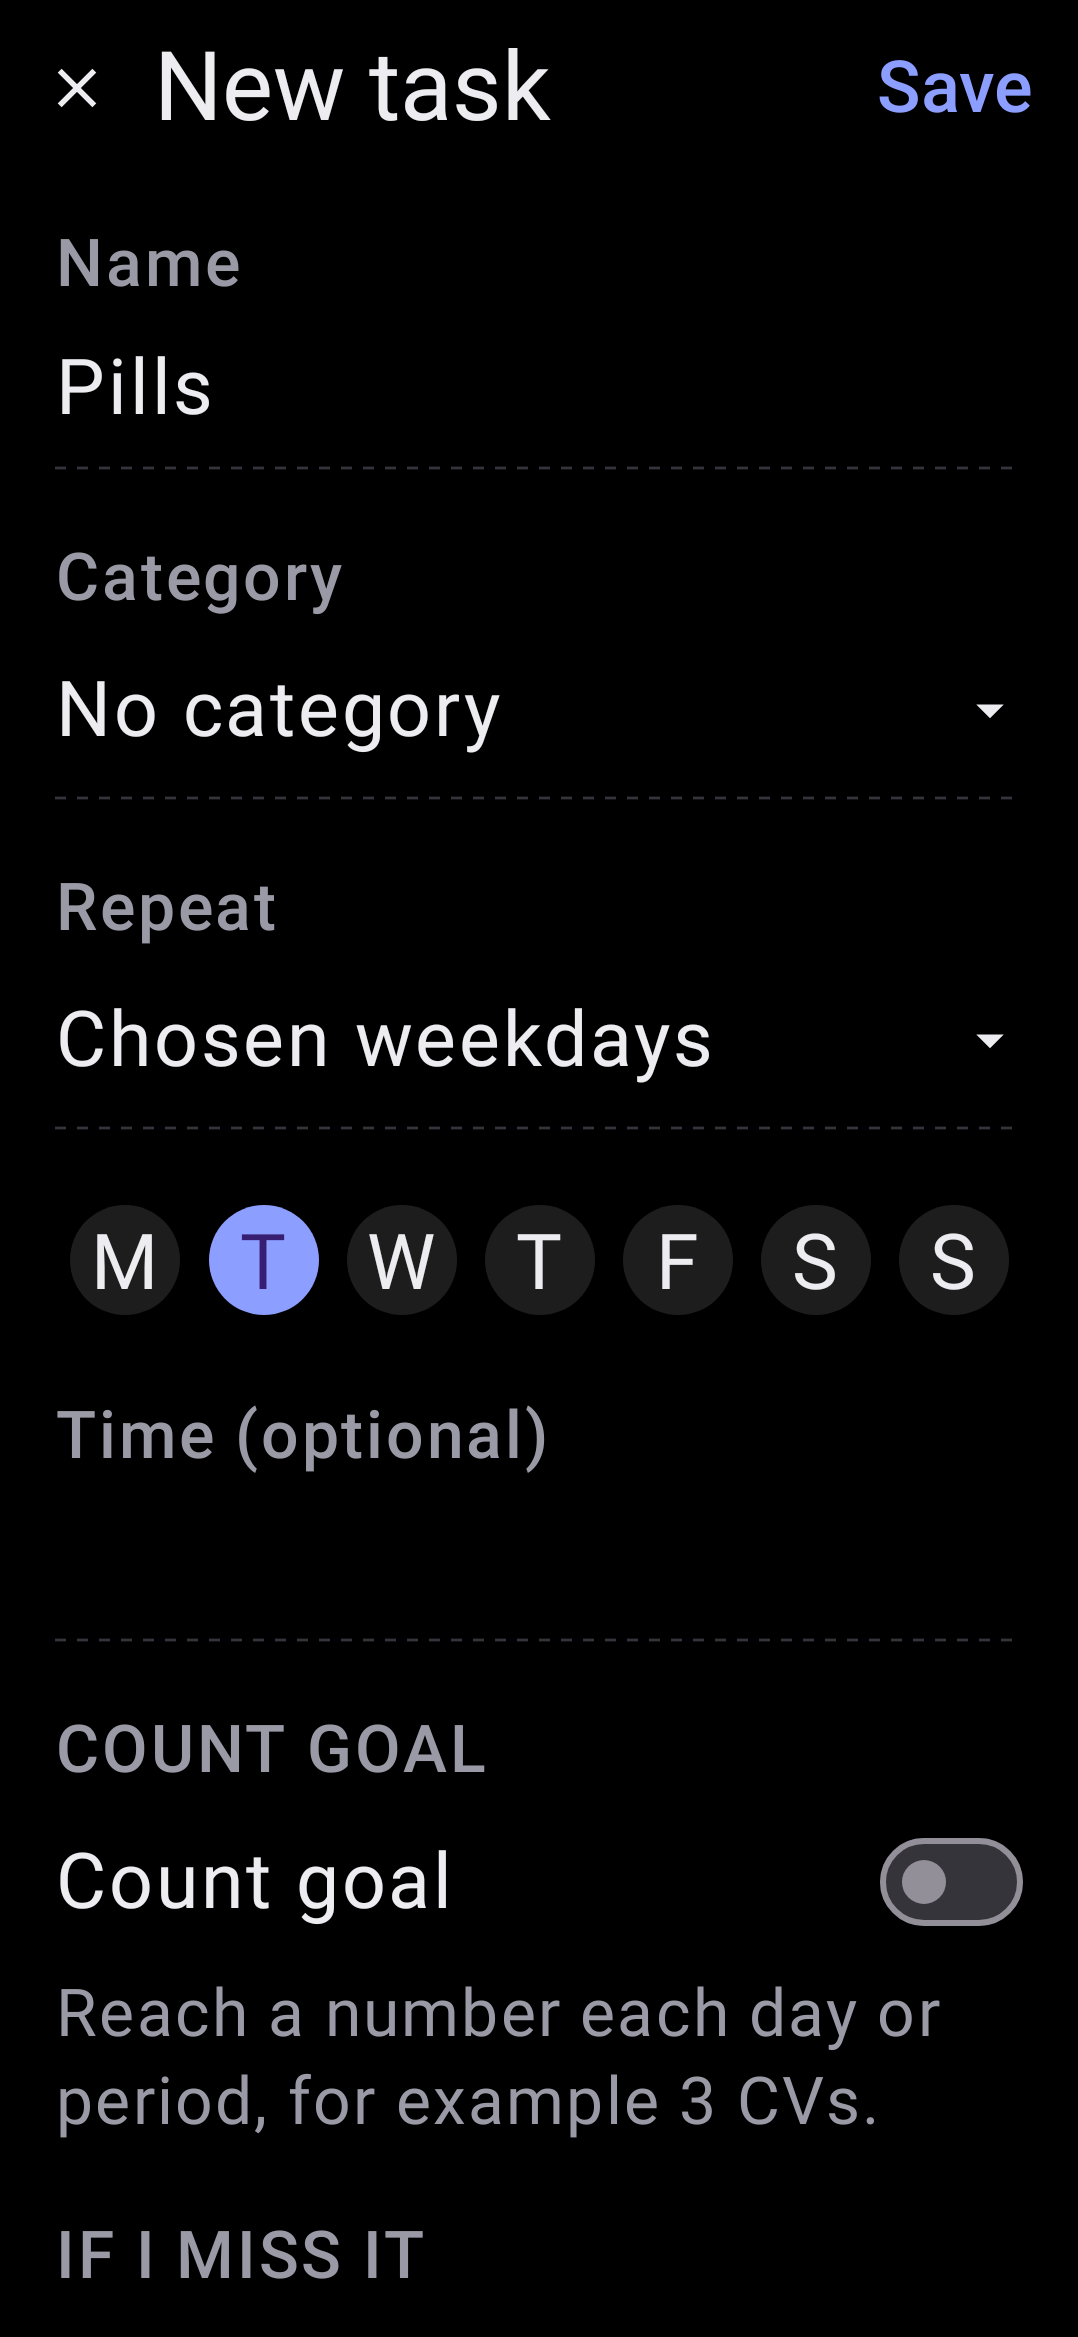 New task
Save
Name
Pills
Category
No category
Repeat
Chosen weekdays
M T W T F S S
Time (optional)
COUNT GOAL
Count goal
Reach a number each day or
period, for example 3 CVs.
IF I MISS IT